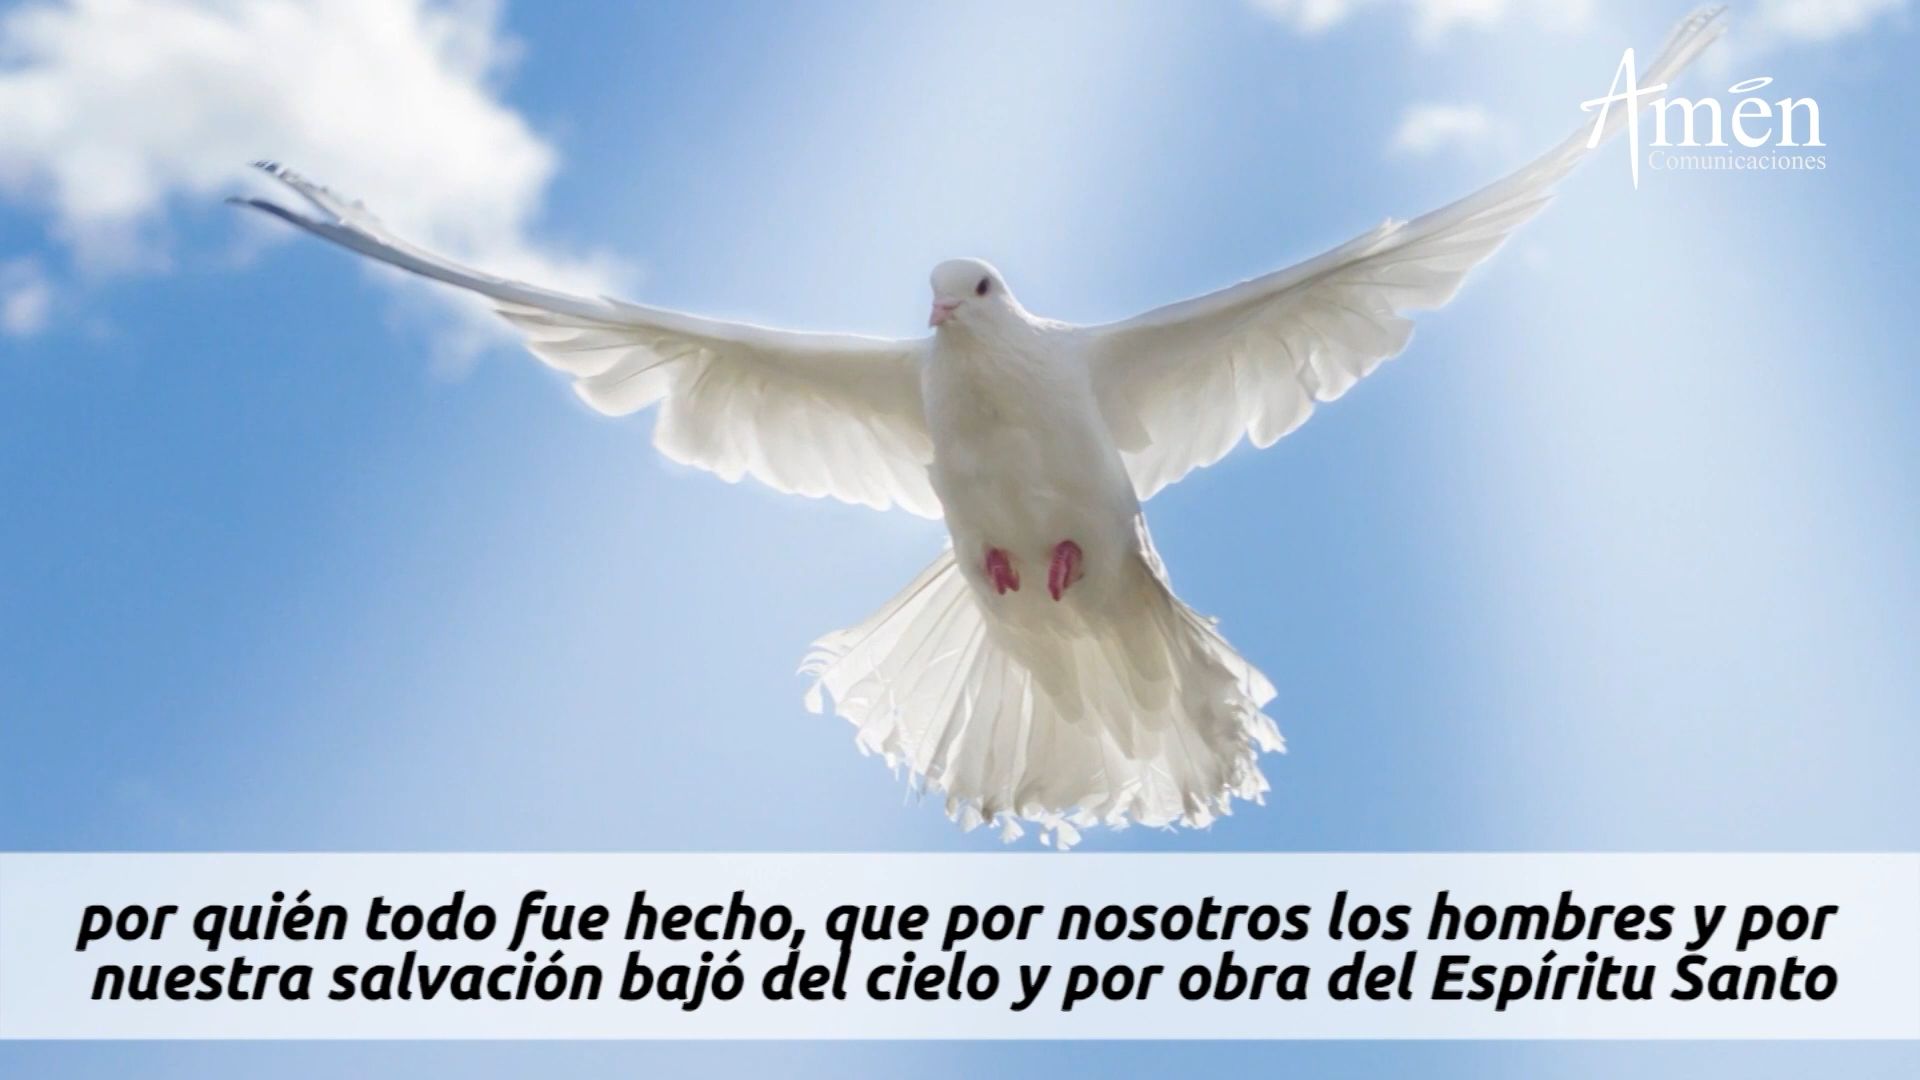 Amén
Comunicaciones
por quién todo fue hecho, que por nosotros los hombres y por
nuestra salvación bajó del cielo y por obra del Espíritu Santo